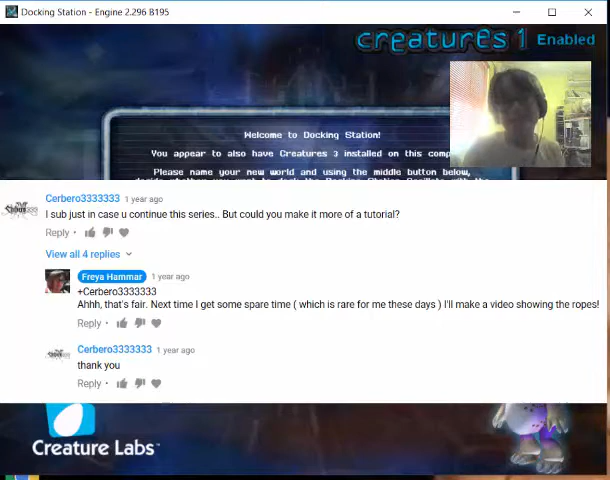 Docking Station - Engine 2.296 B195
creatures 1 Enabled
Welcome to Docking Station!
You appear to also have Creatures 3 installed on this
Please name your new world and using the middle button below,
Cerbero3333333 1 year ago
I sub just in case u continue this series.. But could you make it more of a tutorial?
Reply
View all 4 replies
Freya Hammar 1 year ago
+Cerbero3333333
Ahhh, that's fair. Next time I get some spare time ( which is rare for me these days ) I'll make a video showing the ropes!
Reply
Cerbero3333333 1 year ago
thank you
Reply
Creature Labs